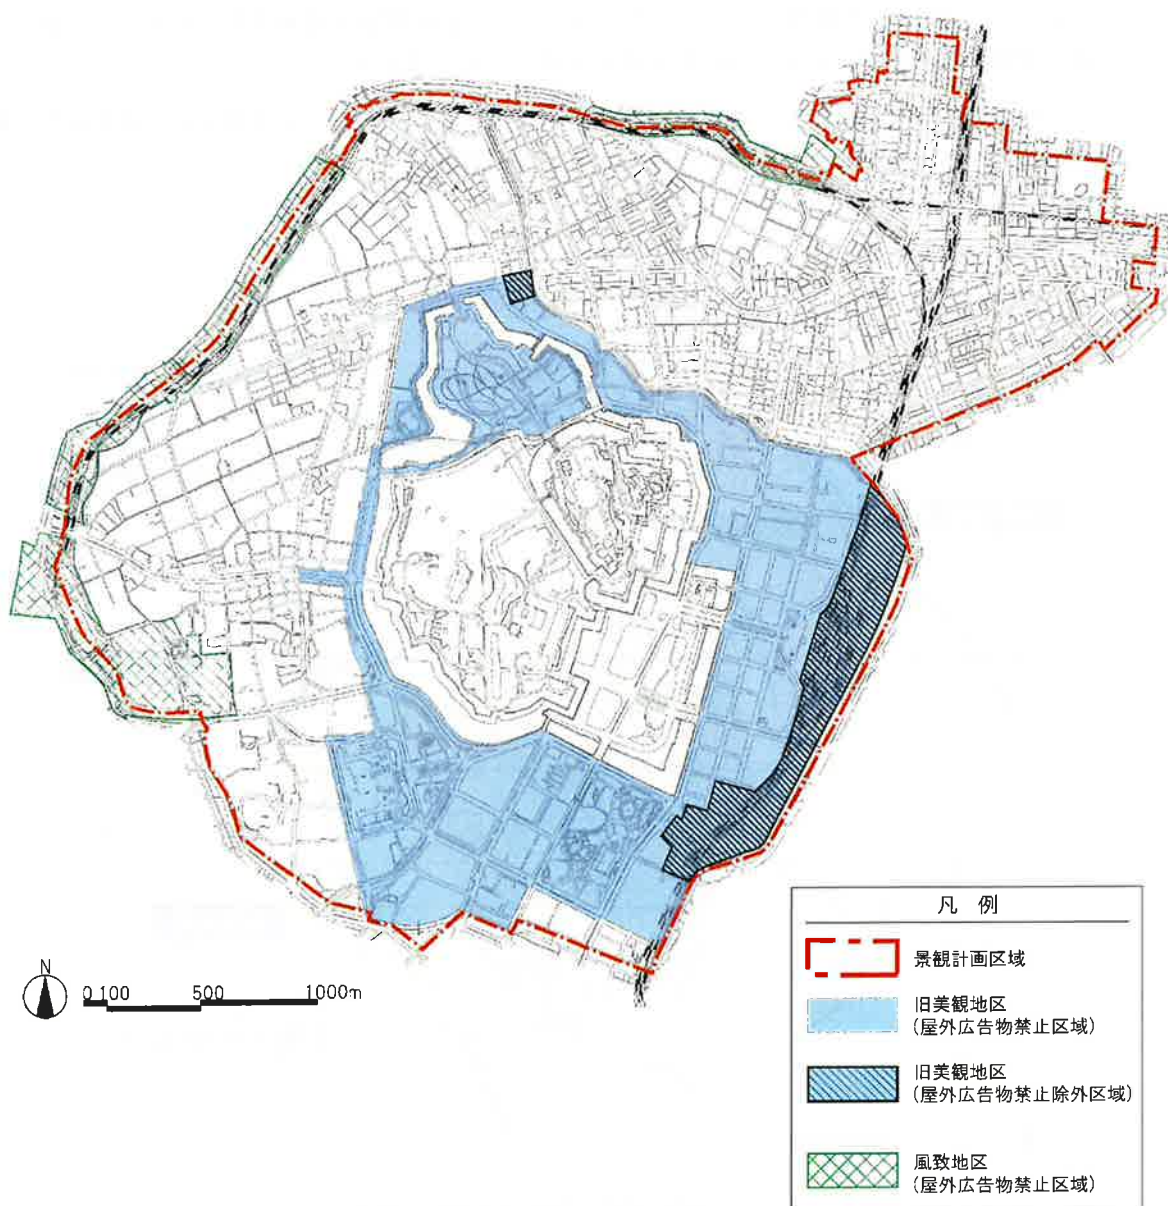 N
0 100 500 1000m
凡 例
景観計画区域
旧美観地区
(屋外広告物禁止区域)
旧美観地区
(屋外広告物禁止除外区域)
風致地区
(屋外広告物禁止区域)